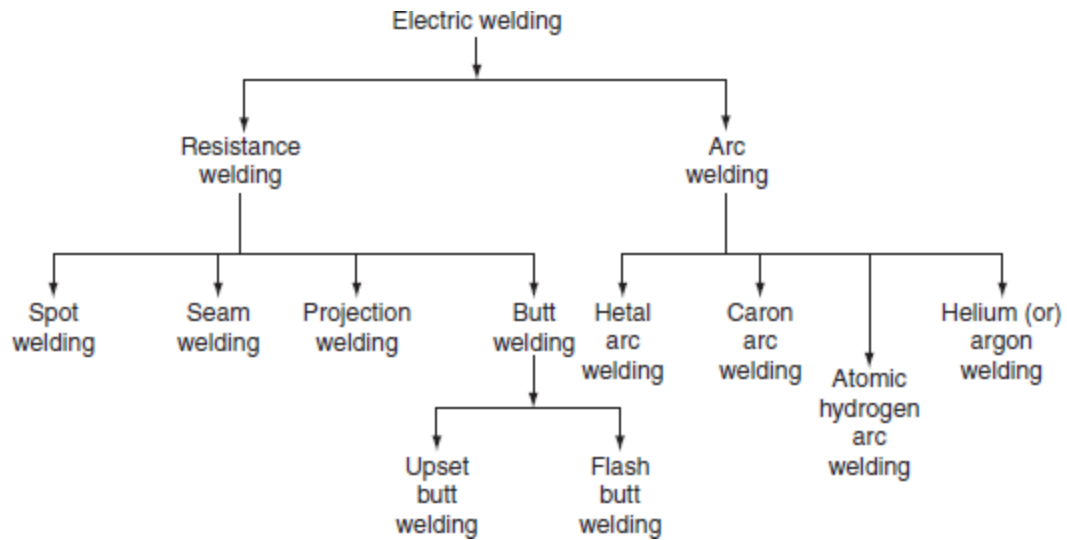 Electric welding
Resistance
welding
Arc
welding
Spot
welding
Seam
welding
Projection
welding
Butt
welding
Hetal
arc
welding
Caron
arc
welding
Atomic
hydrogen
arc
welding
Helium (or)
argon
welding
Upset
butt
welding
Flash
butt
welding